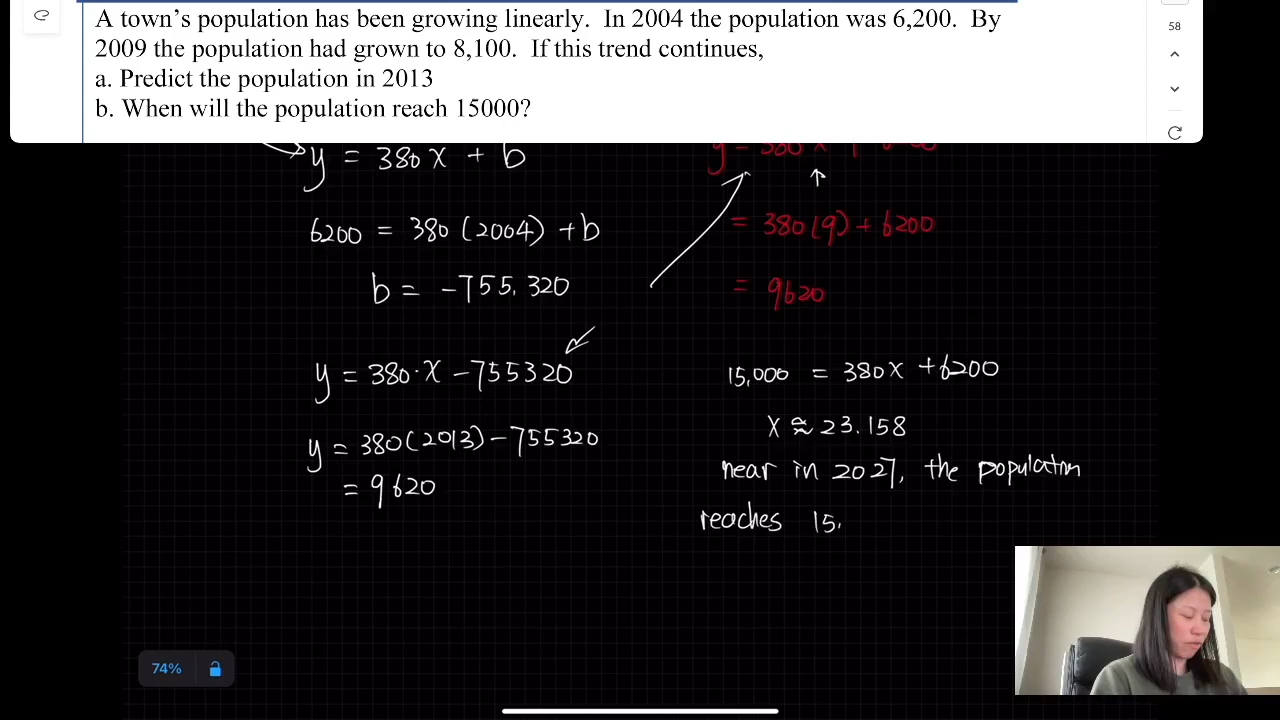 A town's population has been growing linearly. In 2004 the population was 6,200. By
2009 the population had grown to 8,100. If this trend continues,
a. Predict the population in 2013
b. When will the population reach 15000?
58
y = 380x + b
6200 = 380 (2004) + b
b = -755.320
y = 380·x - 755320
y = 380(2013) - 755320
= 9620
= 380(9) + 6200
= 9620
15,000 = 380x + 6200
x ≈ 23.158
near in 2027, the population
reaches 15.
74%